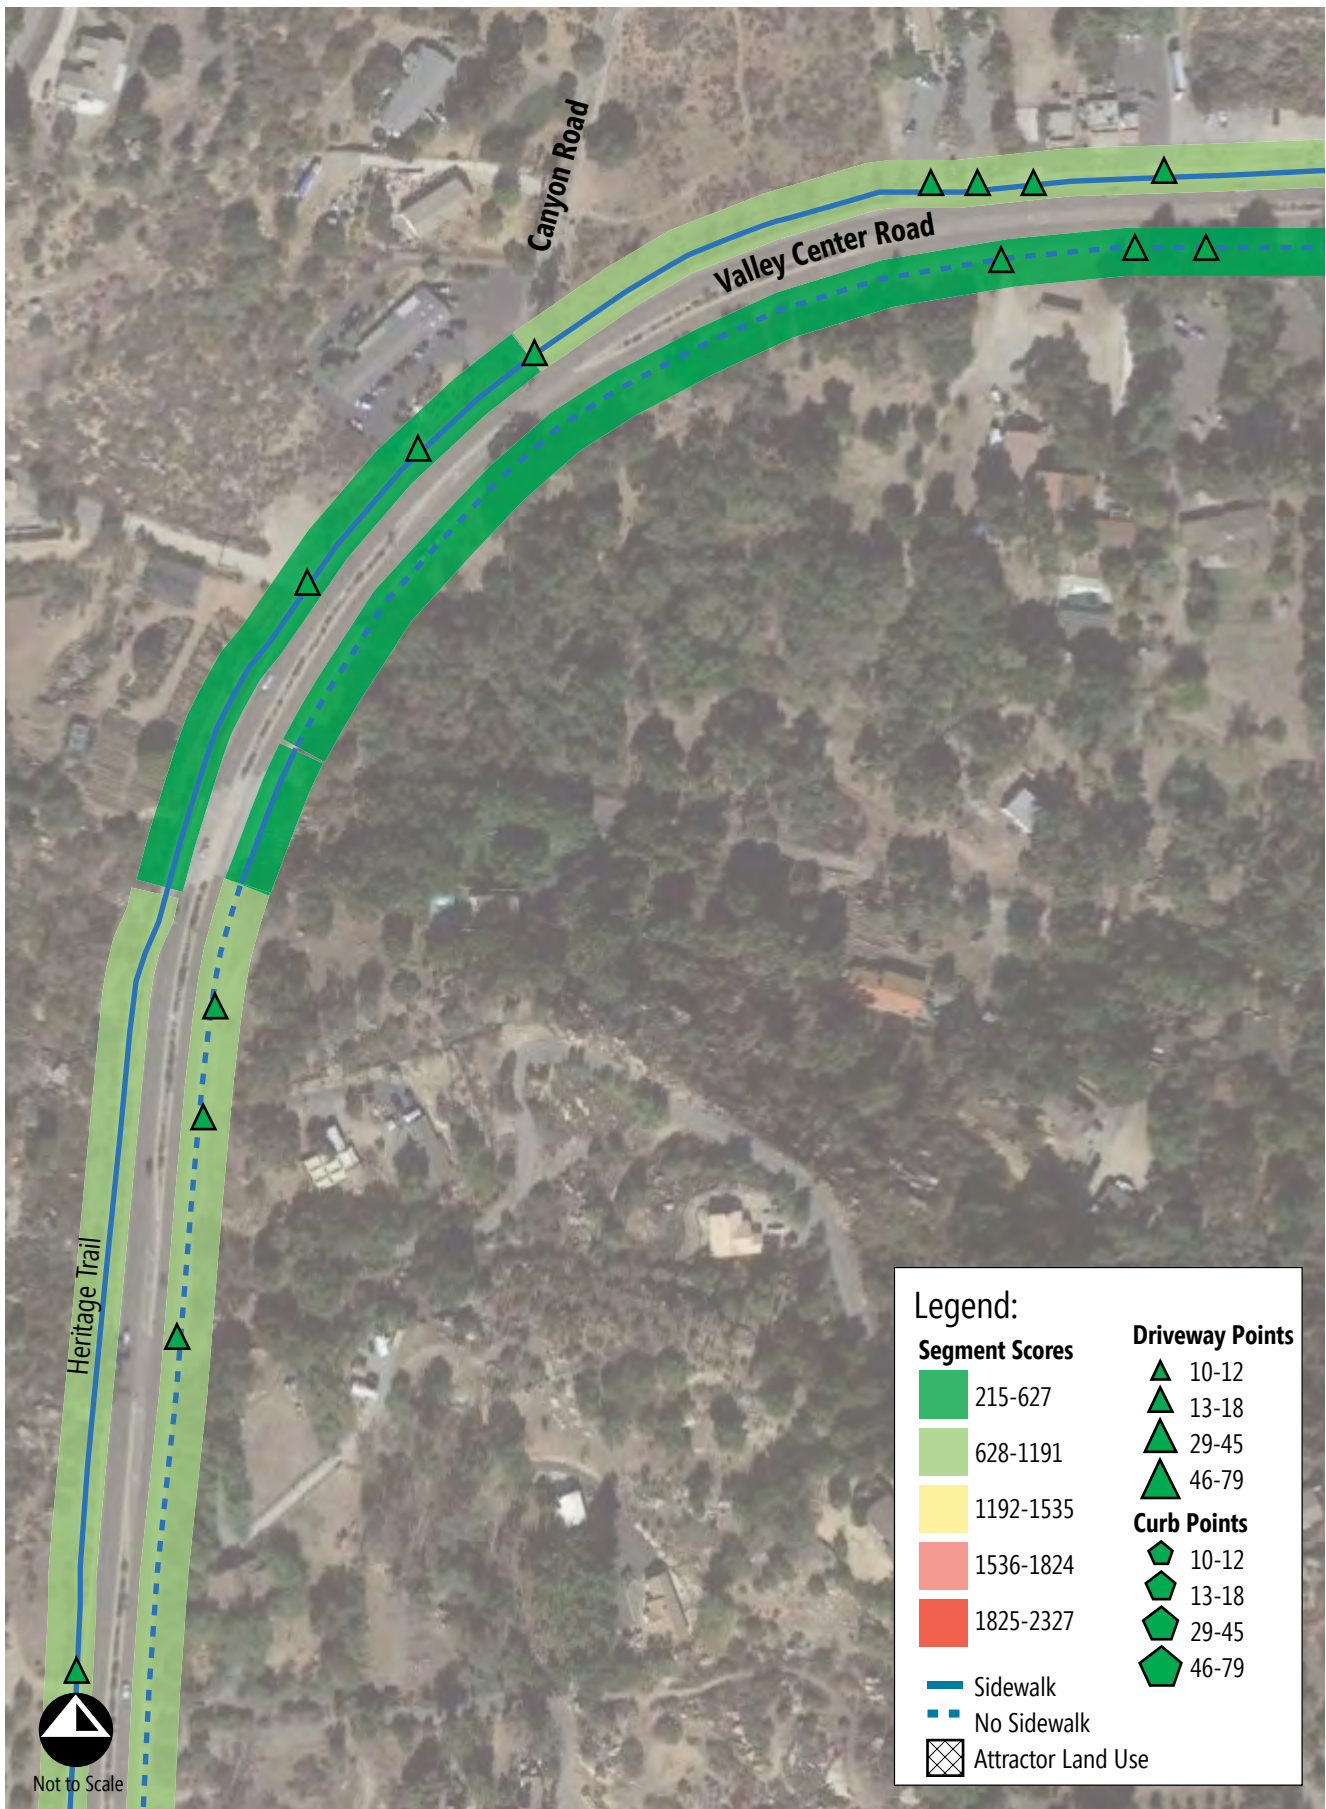 Canyon Road
Valley Center Road
Heritage Trail
Legend:
Segment Scores
215-627
628-1191
1192-1535
1536-1824
1825-2327
Sidewalk
No Sidewalk
Attractor Land Use
Driveway Points
10-12
13-18
29-45
46-79
Curb Points
10-12
13-18
29-45
46-79
Not to Scale